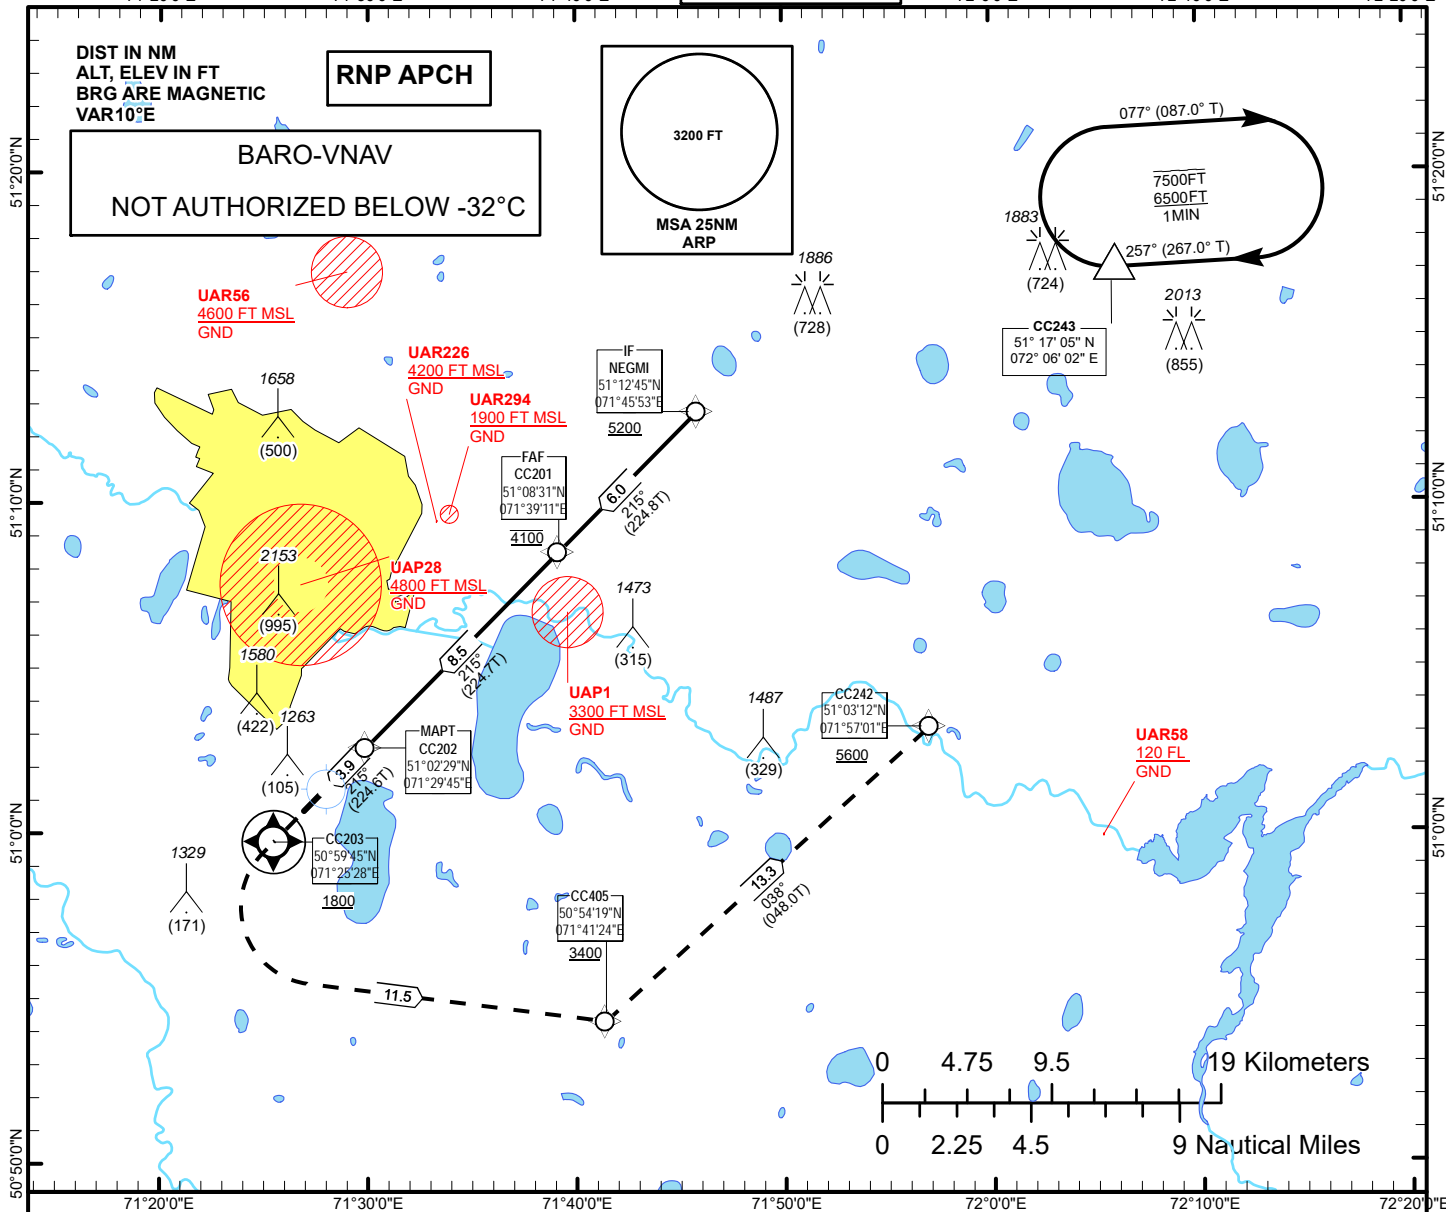 DIST IN NM
ALT, ELEV IN FT
BRG ARE MAGNETIC
VAR10°E
RNP APCH
BARO-VNAV
NOT AUTHORIZED BELOW -32°C
3200 FT
MSA 25NM
ARP
077° (087.0° T)
7500FT
6500FT
1MIN
257° (267.0° T)
1883
(724)
1886
(728)
2013
(855)
CC243
51° 17' 05" N
072° 06' 02" E
UAR56
4600 FT MSL
GND
UAR226
4200 FT MSL
GND
UAR294
1900 FT MSL
GND
IF
NEGMI
51°12'45"N
071°45'53"E
5200
1658
(500)
FAF
CC201
51°08'31"N
071°39'11"E
4100
6.0
215°
(224.8T)
2153
(995)
UAP28
4800 FT MSL
GND
1473
(315)
1580
(422)
8.5
215°
(224.7T)
UAP1
3300 FT MSL
GND
1263
(105)
MAPT
CC202
51°02'29"N
071°29'45"E
3.9
215°
(224.6T)
1487
(329)
CC242
51°03'12"N
071°57'01"E
5600
UAR58
120 FL
GND
CC203
50°59'45"N
071°25'28"E
1800
1329
(171)
CC405
50°54'19"N
071°41'24"E
3400
13.3
038°
(048.0T)
11.5
0 4.75 9.5 19 Kilometers
0 2.25 4.5 9 Nautical Miles
51°20'0"N
51°10'0"N
51°0'0"N
50°50'0"N
51°20'0"N
51°10'0"N
51°0'0"N
71°20'0"E 71°30'0"E 71°40'0"E 71°50'0"E 72°0'0"E 72°10'0"E 72°20'0"E